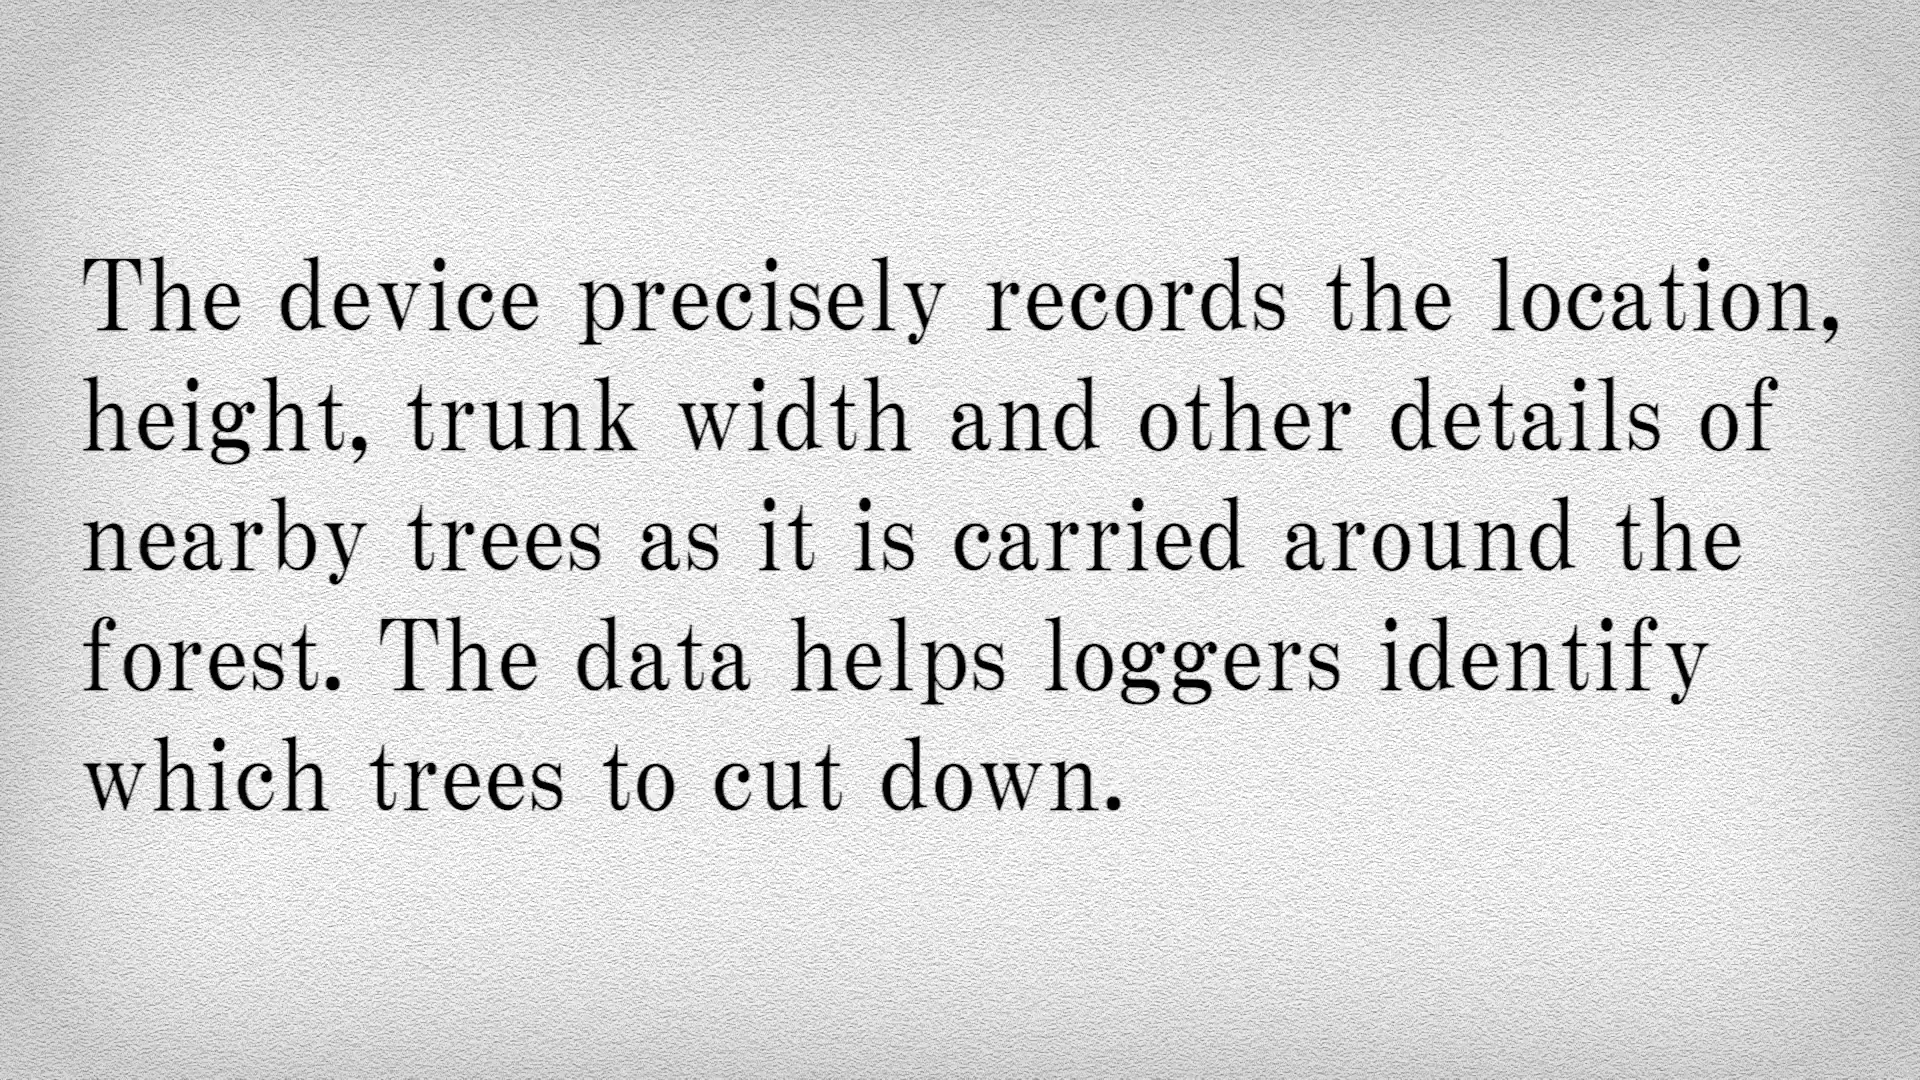 The device precisely records the location,
height, trunk width and other details of
nearby trees as it is carried around the
forest. The data helps loggers identify
which trees to cut down.